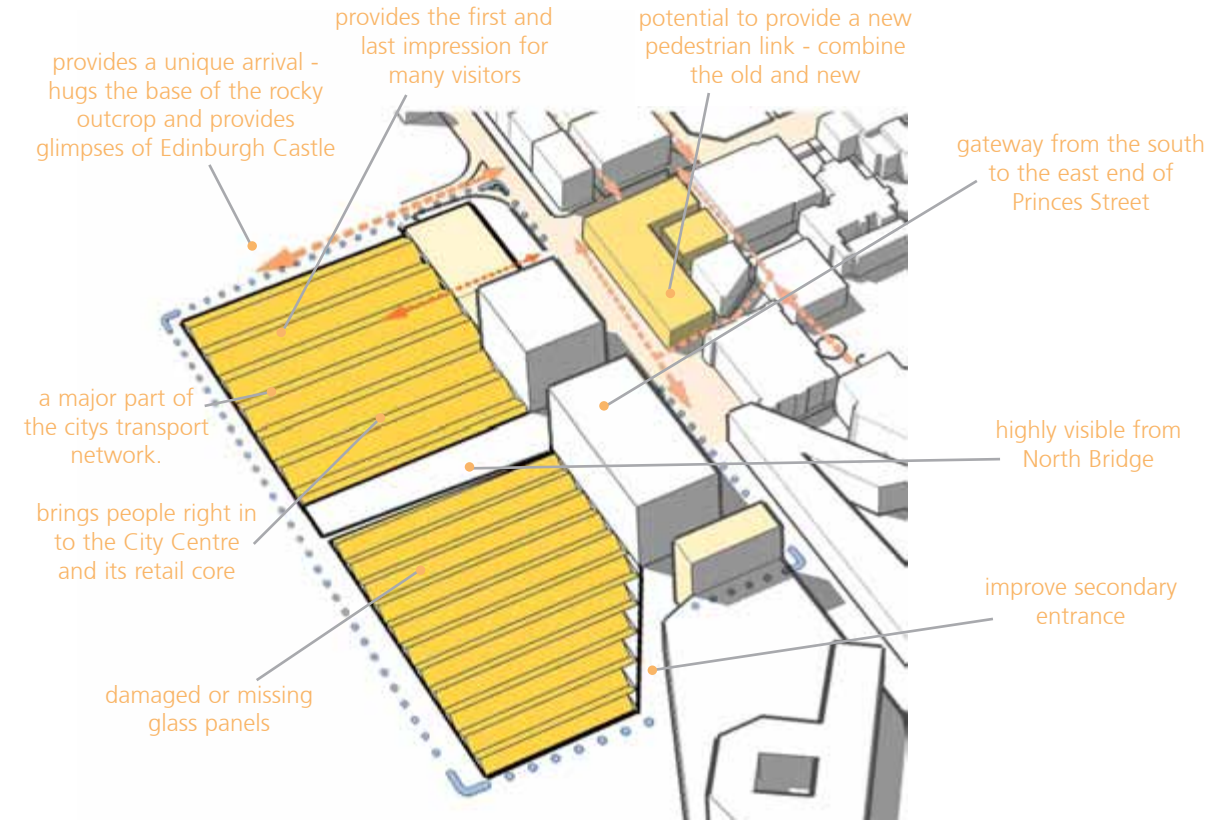 provides the first and
last impression for
many visitors
potential to provide a new
pedestrian link - combine
the old and new
provides a unique arrival -
hugs the base of the rocky
outcrop and provides
glimpses of Edinburgh Castle
gateway from the south
to the east end of
Princes Street
a major part of
the citys transport
network.
highly visible from
North Bridge
brings people right in
to the City Centre
and its retail core
improve secondary
entrance
damaged or missing
glass panels